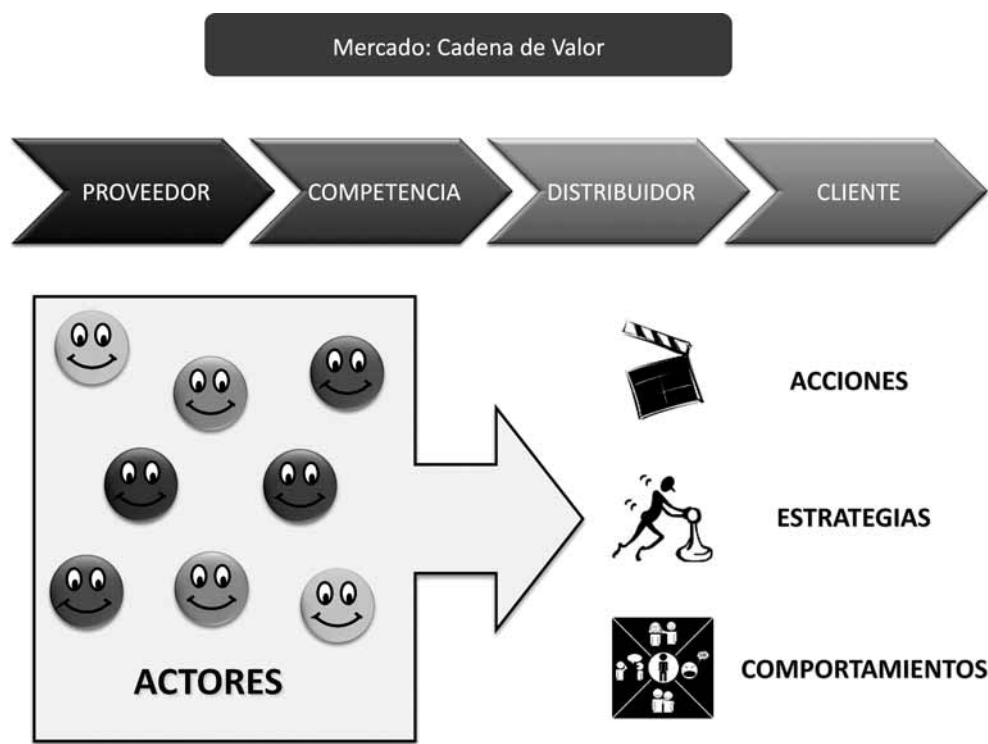 Mercado: Cadena de Valor
PROVEEDOR
COMPETENCIA
DISTRIBUIDOR
CLIENTE
ACCIONES
ESTRATEGIAS
COMPORTAMIENTOS
ACTORES